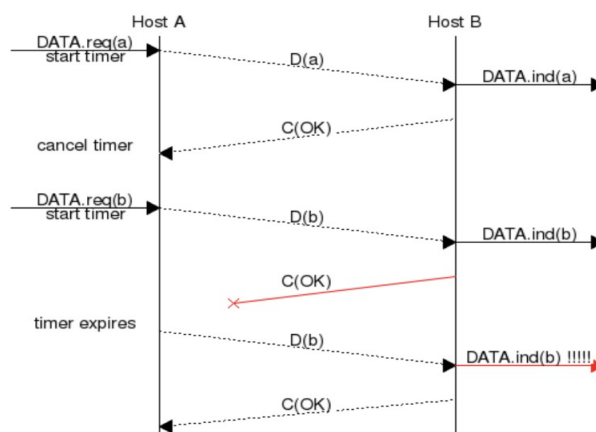 Host A
Host B
DATA.req(a)
start timer
D(a)
DATA.ind(a)
C(OK)
cancel timer
DATA.req(b)
start timer
D(b)
DATA.ind(b)
C(OK)
timer expires
D(b)
DATA.ind(b) !!!!!
C(OK)